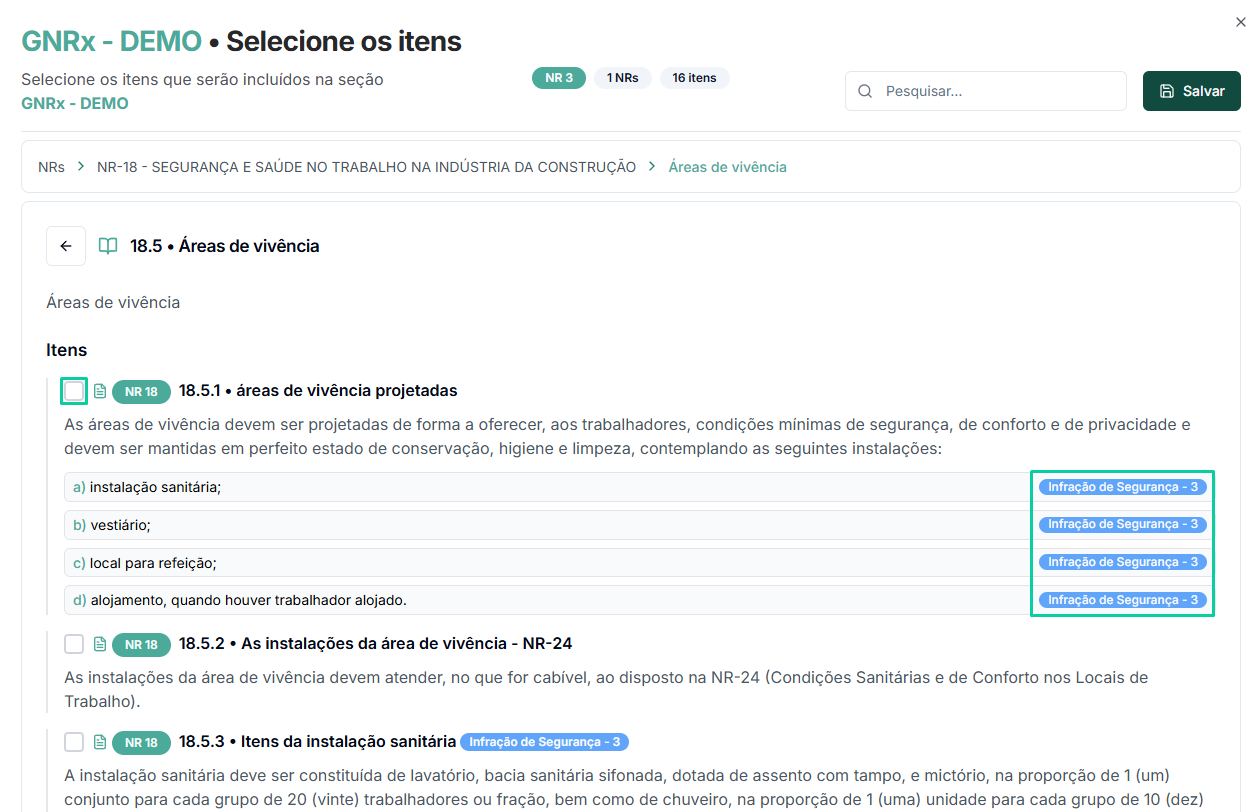 GNRx - DEMO • Selecione os itens
Selecione os itens que serão incluídos na seção
GNRx - DEMO
NR 3
1 NRs
16 itens
Pesquisar...
Salvar
NRs > NR-18 - SEGURANÇA E SAÚDE NO TRABALHO NA INDÚSTRIA DA CONSTRUÇÃO > Áreas de vivência
18.5 • Áreas de vivência
Áreas de vivência
Itens
NR 18 18.5.1 • áreas de vivência projetadas
As áreas de vivência devem ser projetadas de forma a oferecer, aos trabalhadores, condições mínimas de segurança, de conforto e de privacidade e
devem ser mantidas em perfeito estado de conservação, higiene e limpeza, contemplando as seguintes instalações:
a) instalação sanitária; Infração de Segurança - 3
b) vestiário; Infração de Segurança - 3
c) local para refeição; Infração de Segurança - 3
d) alojamento, quando houver trabalhador alojado. Infração de Segurança - 3
NR 18 18.5.2 • As instalações da área de vivência - NR-24
As instalações da área de vivência devem atender, no que for cabível, ao disposto na NR-24 (Condições Sanitárias e de Conforto nos Locais de
Trabalho).
NR 18 18.5.3 • Itens da instalação sanitária Infração de Segurança - 3
A instalação sanitária deve ser constituída de lavatório, bacia sanitária sifonada, dotada de assento com tampo, e mictório, na proporção de 1 (um)
conjunto para cada grupo de 20 (vinte) trabalhadores ou fração, bem como de chuveiro, na proporção de 1 (uma) unidade para cada grupo de 10 (dez)